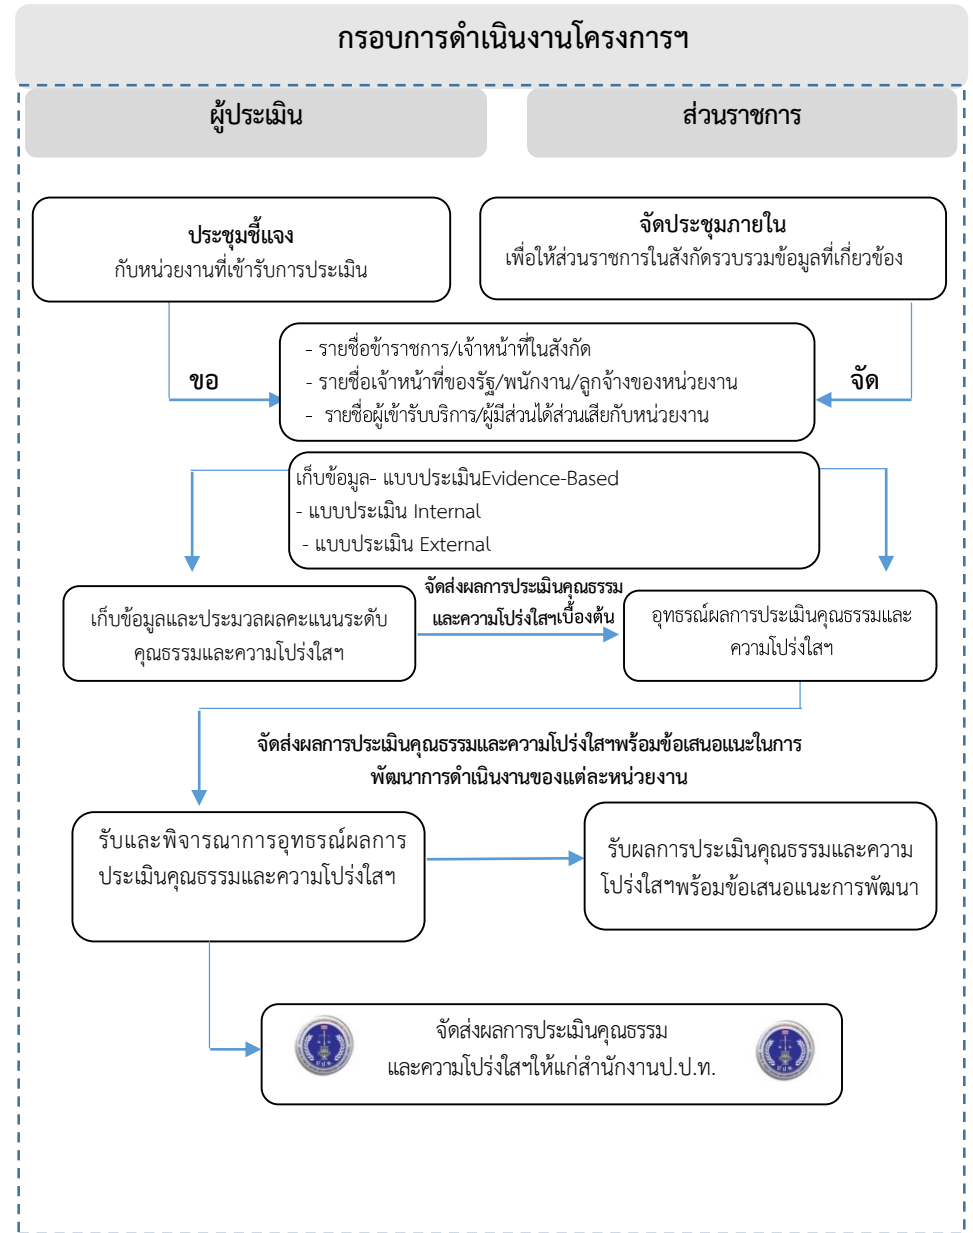 กรอบการดำเนินงานโครงการฯ
ผู้ประเมิน
ส่วนราชการ
ประชุมชี้แจง
กับหน่วยงานที่เข้ารับการประเมิน
จัดประชุมภายใน
เพื่อให้ส่วนราชการในสังกัดรวบรวมข้อมูลที่เกี่ยวข้อง
ขอ
- รายชื่อข้าราชการ/เจ้าหน้าที่ในสังกัด
- รายชื่อเจ้าหน้าที่ของรัฐ/พนักงาน/ลูกจ้างของหน่วยงาน
- รายชื่อผู้เข้ารับบริการ/ผู้มีส่วนได้ส่วนเสียกับหน่วยงาน
จัด
เก็บข้อมูล- แบบประเมินEvidence-Based
- แบบประเมิน Internal
- แบบประเมิน External
เก็บข้อมูลและประมวลผลคะแนนระดับ
คุณธรรมและความโปร่งใสฯ
จัดส่งผลการประเมินคุณธรรม
และความโปร่งใสฯเบื้องต้น
อุทธรณ์ผลการประเมินคุณธรรมและ
ความโปร่งใสฯ
จัดส่งผลการประเมินคุณธรรมและความโปร่งใสฯพร้อมข้อเสนอแนะในการ
พัฒนาการดำเนินงานของแต่ละหน่วยงาน
รับและพิจารณาการอุทธรณ์ผลการ
ประเมินคุณธรรมและความโปร่งใสฯ
รับผลการประเมินคุณธรรมและความ
โปร่งใสฯพร้อมข้อเสนอแนะการพัฒนา
จัดส่งผลการประเมินคุณธรรม
และความโปร่งใสฯให้แก่สำนักงานป.ป.ท.